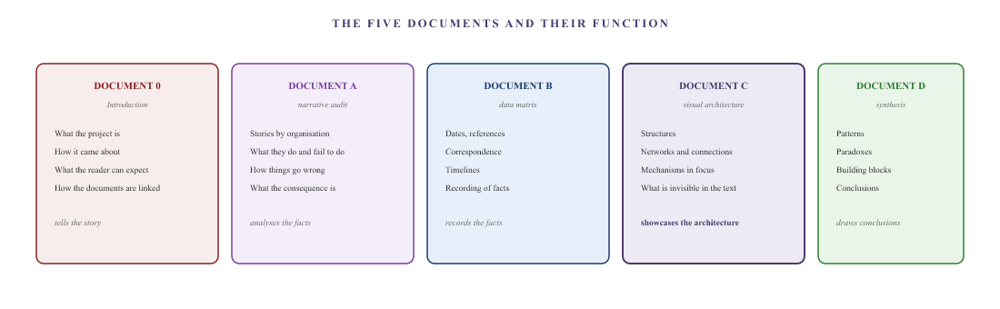 THE FIVE DOCUMENTS AND THEIR FUNCTION
DOCUMENT 0
Introduction
What the project is
How it came about
What the reader can expect
How the documents are linked
tells the story
DOCUMENT A
narrative audit
Stories by organisation
What they do and fail to do
How things go wrong
What the consequence is
analyses the facts
DOCUMENT B
data matrix
Dates, references
Correspondence
Timelines
Recording of facts
records the facts
DOCUMENT C
visual architecture
Structures
Networks and connections
Mechanisms in focus
What is invisible in the text
showcases the architecture
DOCUMENT D
synthesis
Patterns
Paradoxes
Building blocks
Conclusions
draws conclusions